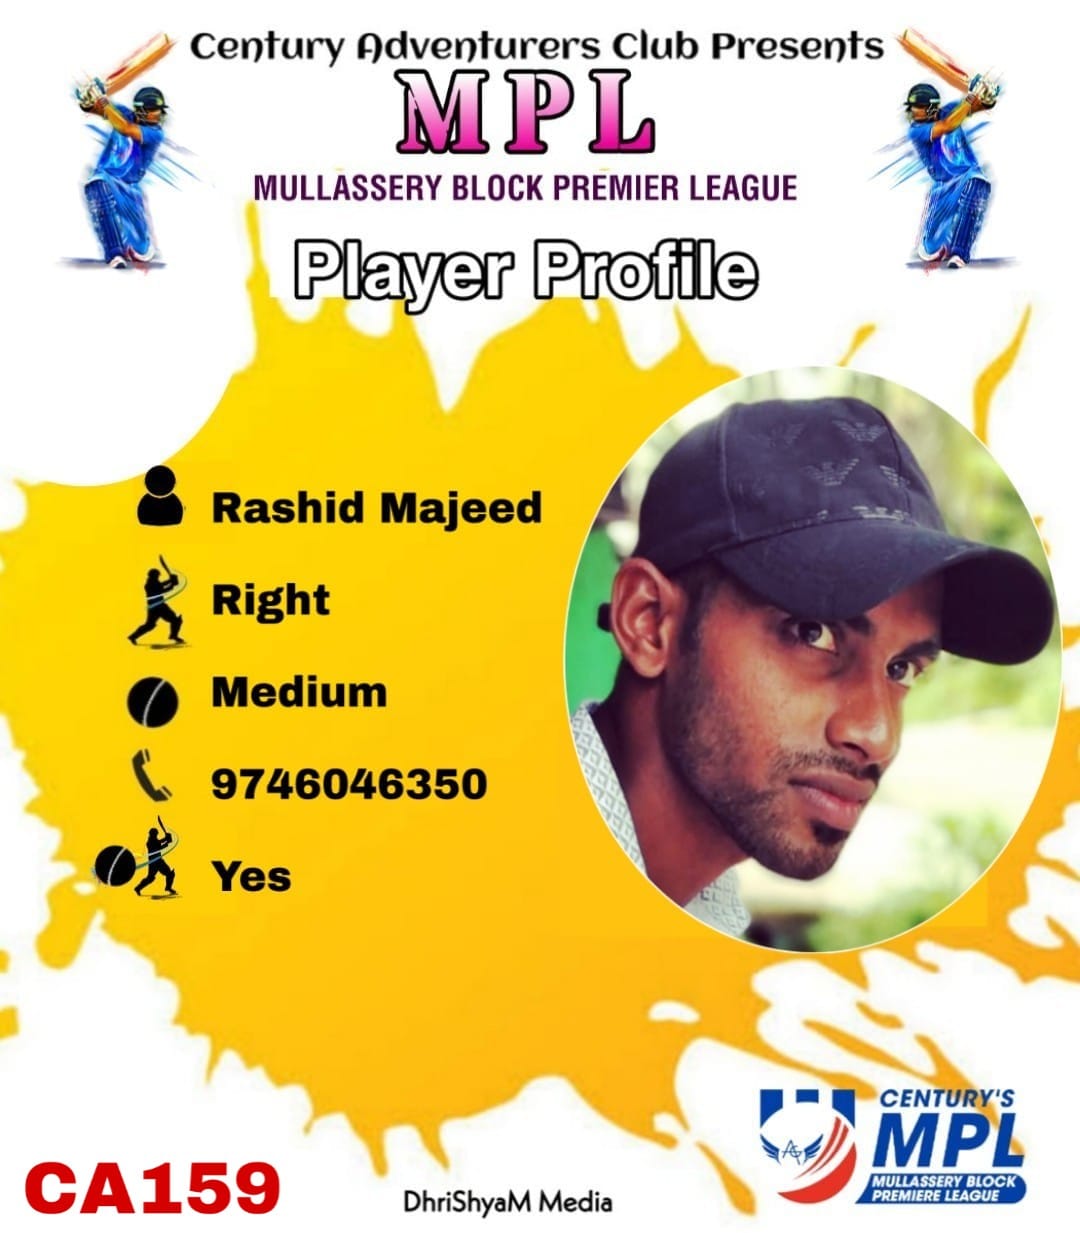 Century Adventurers Club Presents
MPL
MULLASSERY BLOCK PREMIER LEAGUE
Player Profile
Rashid Majeed
Right
Medium
9746046350
Yes
CENTURY'S
MPL
MULLASSERY BLOCK
PREMIERE LEAGUE
CA159
DhriShyaM Media